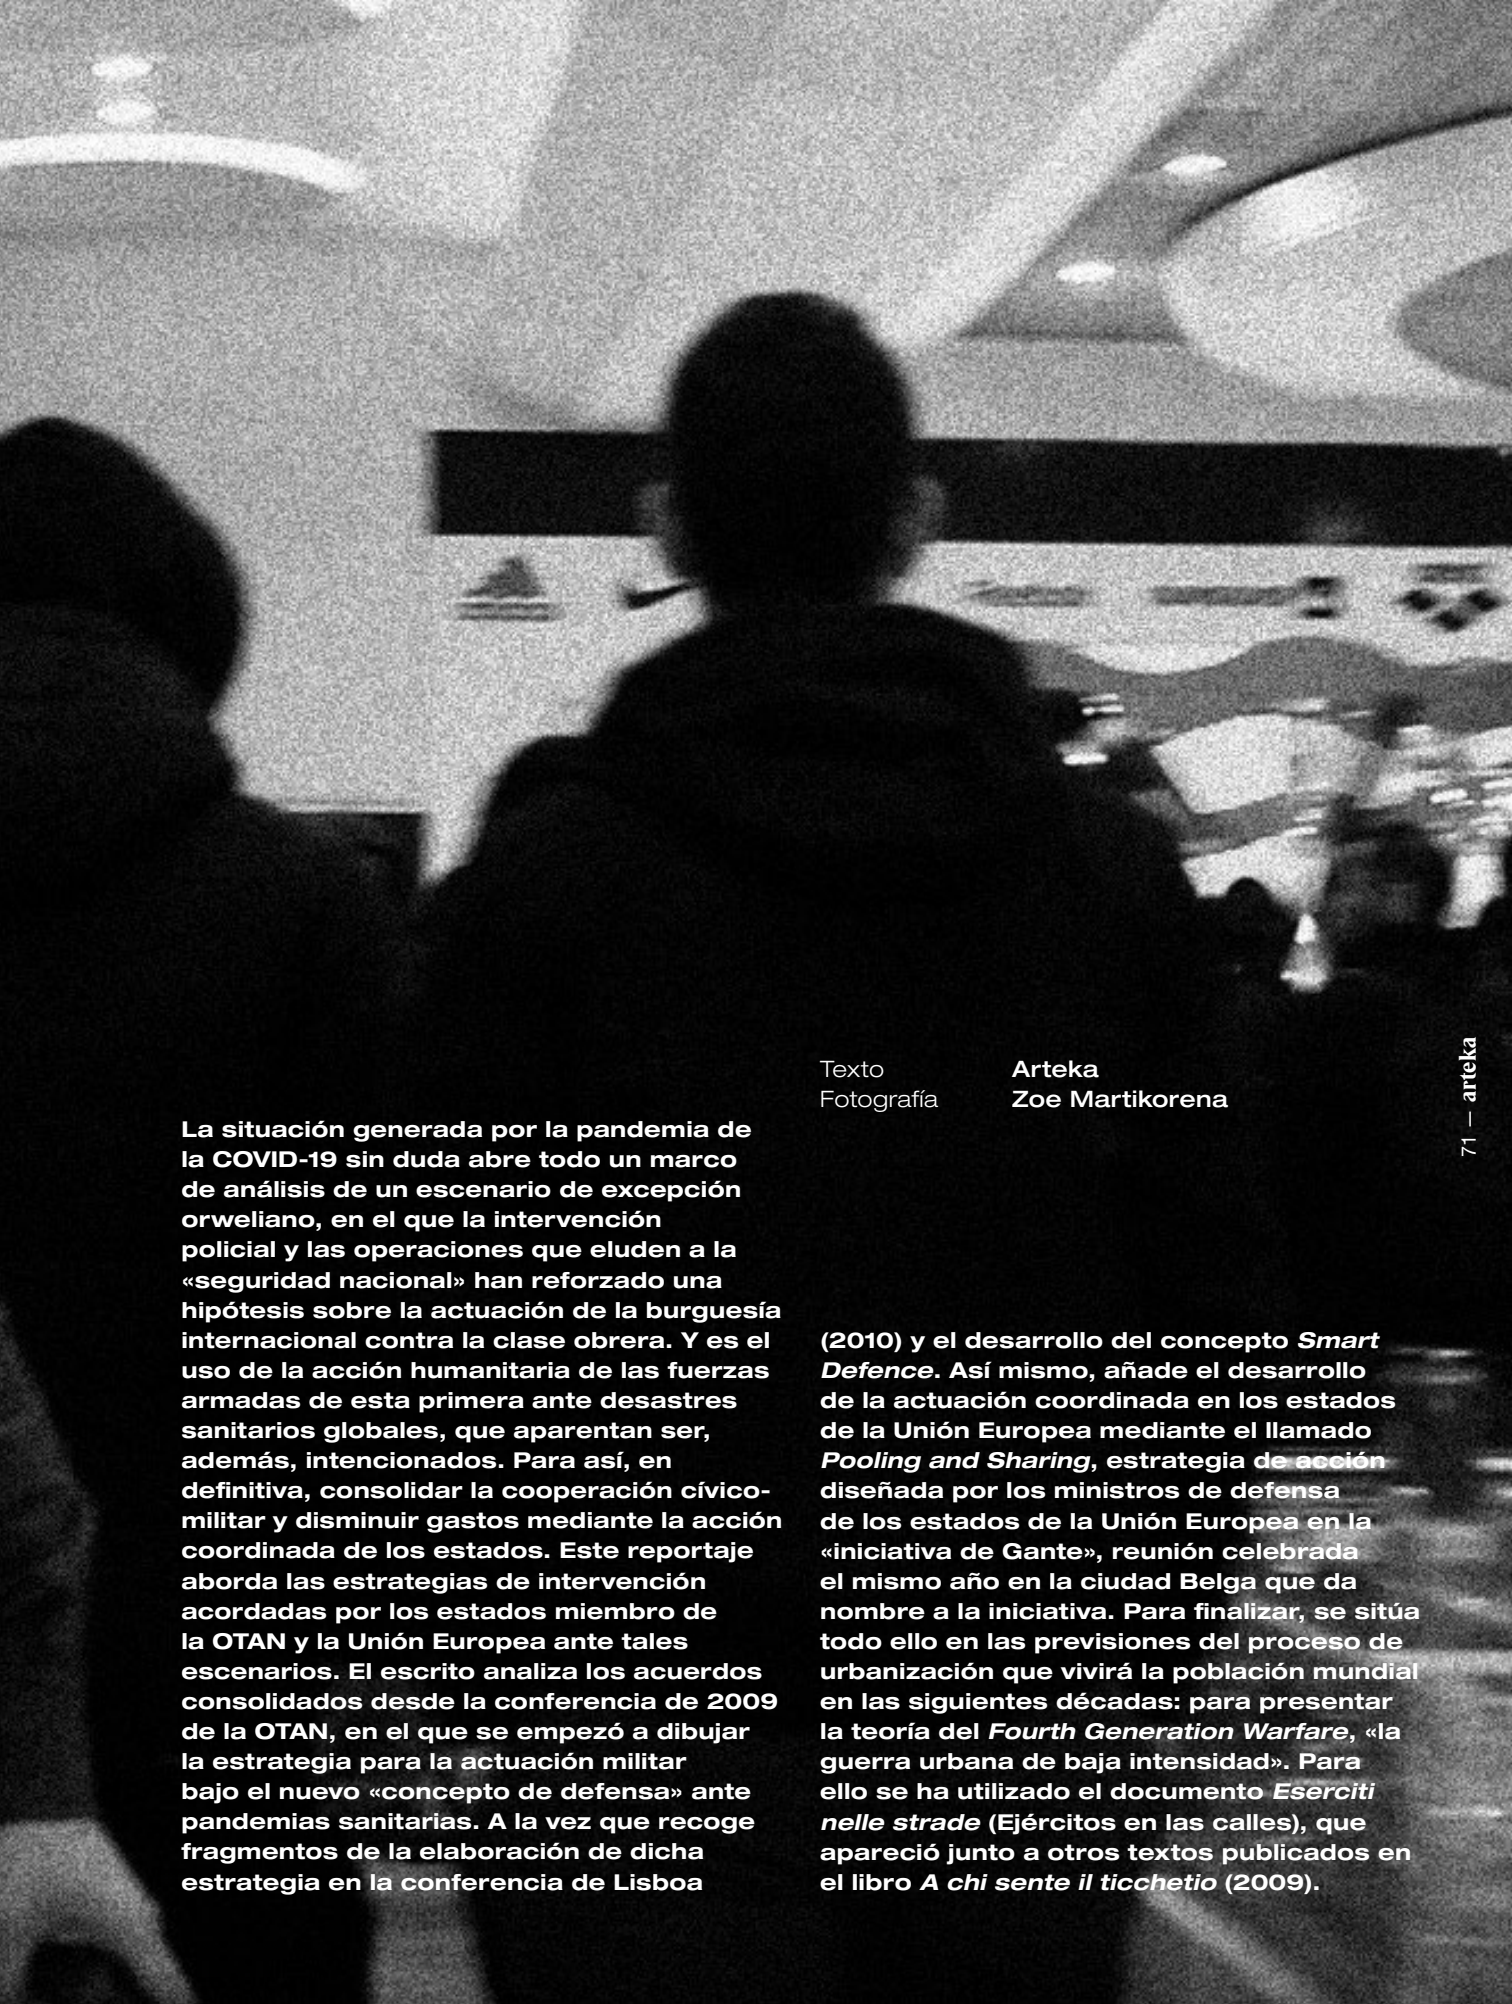 Texto Arteka
Fotografía Zoe Martikorena
71 — arteka
La situación generada por la pandemia de
la COVID-19 sin duda abre todo un marco
de análisis de un escenario de excepción
orweliano, en el que la intervención
policial y las operaciones que eluden a la
«seguridad nacional» han reforzado una
hipótesis sobre la actuación de la burguesía
internacional contra la clase obrera. Y es el
uso de la acción humanitaria de las fuerzas
armadas de esta primera ante desastres
sanitarios globales, que aparentan ser,
además, intencionados. Para así, en
definitiva, consolidar la cooperación cívico-
militar y disminuir gastos mediante la acción
coordinada de los estados. Este reportaje
aborda las estrategias de intervención
acordadas por los estados miembro de
la OTAN y la Unión Europea ante tales
escenarios. El escrito analiza los acuerdos
consolidados desde la conferencia de 2009
de la OTAN, en el que se empezó a dibujar
la estrategia para la actuación militar
bajo el nuevo «concepto de defensa» ante
pandemias sanitarias. A la vez que recoge
fragmentos de la elaboración de dicha
estrategia en la conferencia de Lisboa
(2010) y el desarrollo del concepto Smart
Defence. Así mismo, añade el desarrollo
de la actuación coordinada en los estados
de la Unión Europea mediante el llamado
Pooling and Sharing, estrategia de acción
diseñada por los ministros de defensa
de los estados de la Unión Europea en la
«iniciativa de Gante», reunión celebrada
el mismo año en la ciudad Belga que da
nombre a la iniciativa. Para finalizar, se sitúa
todo ello en las previsiones del proceso de
urbanización que vivirá la población mundial
en las siguientes décadas: para presentar
la teoría del Fourth Generation Warfare, «la
guerra urbana de baja intensidad». Para
ello se ha utilizado el documento Eserciti
nelle strade (Ejércitos en las calles), que
apareció junto a otros textos publicados en
el libro A chi sente il ticchetio (2009).